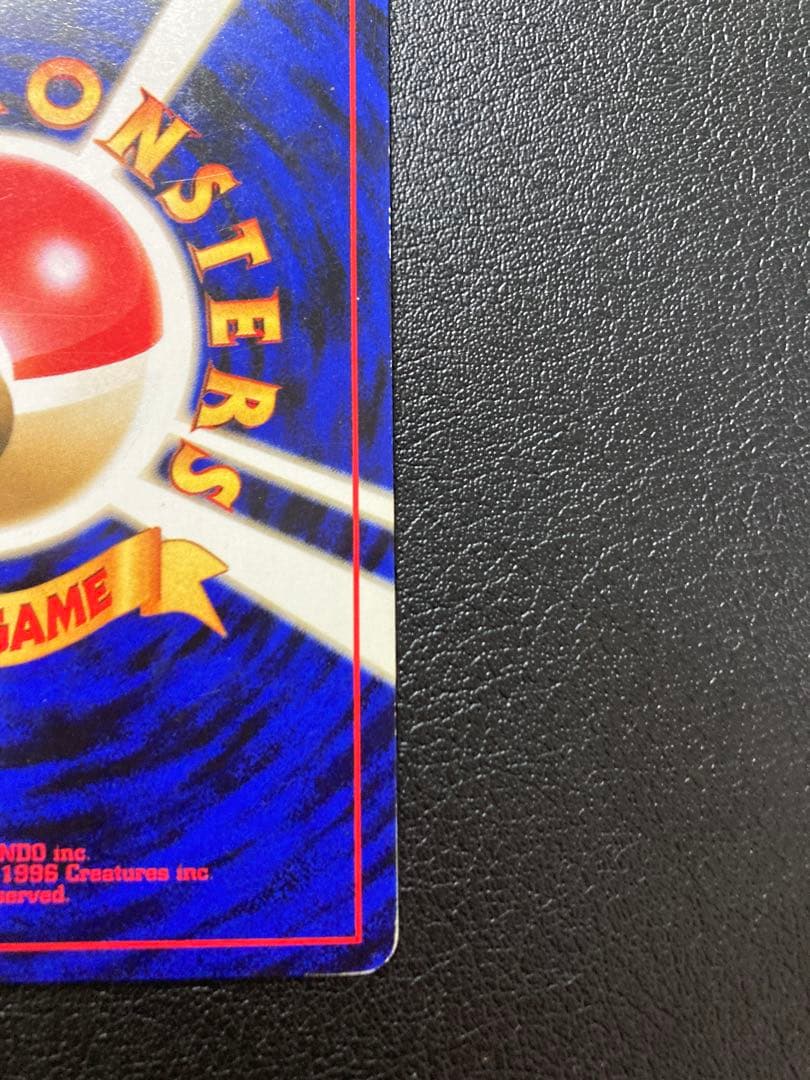 ONSTERS
GAME
NDO inc.
1996 Creatures inc.
served.